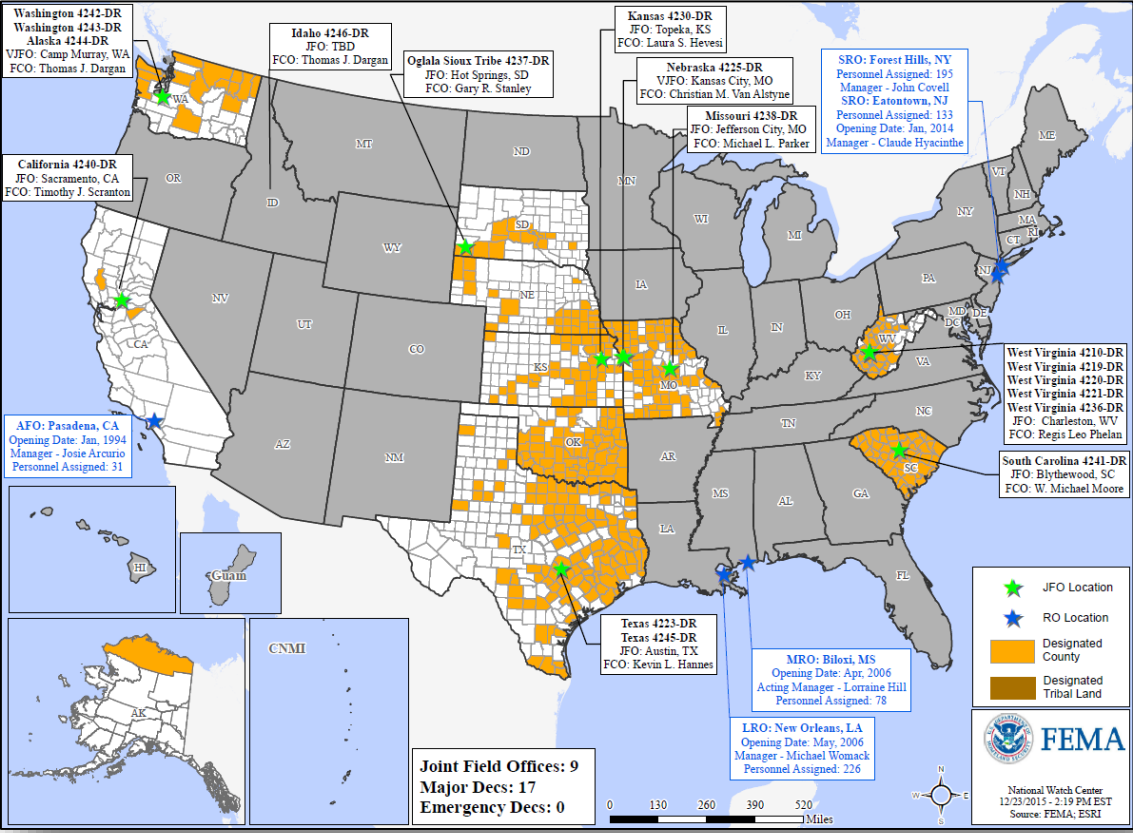 Washington 4242-DR
Washington 4243-DR
Alaska 4244-DR
VJFO: Camp Murray, WA
FCO: Thomas J. Dargan
Idaho 4246-DR
JFO: TBD
FCO: Thomas J. Dargan
Oglala Sioux Tribe 4237-DR
JFO: Hot Springs, SD
FCO: Gary R. Stanley
Kansas 4230-DR
JFO: Topeka, KS
FCO: Laura S. Hevesi
Nebraska 4225-DR
VJFO: Kansas City, MO
FCO: Christian M. Van Alstyne
Missouri 4238-DR
JFO: Jefferson City, MO
FCO: Michael L. Parker
SRO: Forest Hills, NY
Personnel Assigned: 195
Manager - John Covell
SRO: Eatontown, NJ
Personnel Assigned: 133
Opening Date: Jan, 2014
Manager - Claude Hyacinthe
California 4240-DR
JFO: Sacramento, CA
FCO: Timothy J. Scranton
WA
MT
ND
MN
ME
OR
ID
SD
WI
MI
VT
NH
NY
MA
CT
RI
WY
NE
IA
PA
NJ
NV
UT
CO
IL
IN
OH
MD
DE
DC
WV
VA
CA
KS
MO
KY
West Virginia 4210-DR
West Virginia 4219-DR
West Virginia 4220-DR
West Virginia 4221-DR
West Virginia 4236-DR
JFO: Charleston, WV
FCO: Regis Leo Phelan
AFO: Pasadena, CA
Opening Date: Jan, 1994
Manager - Josie Arcurio
Personnel Assigned: 31
AZ
NM
OK
AR
TN
NC
SC
South Carolina 4241-DR
JFO: Blythewood, SC
FCO: W. Michael Moore
MS
AL
GA
TX
LA
FL
HI
Guam
Texas 4223-DR
Texas 4245-DR
JFO: Austin, TX
FCO: Kevin L. Hannes
MRO: Biloxi, MS
Opening Date: Apr, 2006
Acting Manager - Lorraine Hill
Personnel Assigned: 78
LRO: New Orleans, LA
Opening Date: May, 2006
Manager - Michael Womack
Personnel Assigned: 226
AK
CNMI
Joint Field Offices: 9
Major Decs: 17
Emergency Decs: 0
0 130 260 390 520
Miles
N
W
E
S
JFO Location
RO Location
Designated
County
Designated
Tribal Land
FEMA
National Watch Center
12/23/2015 - 2:19 PM EST
Source: FEMA; ESRI